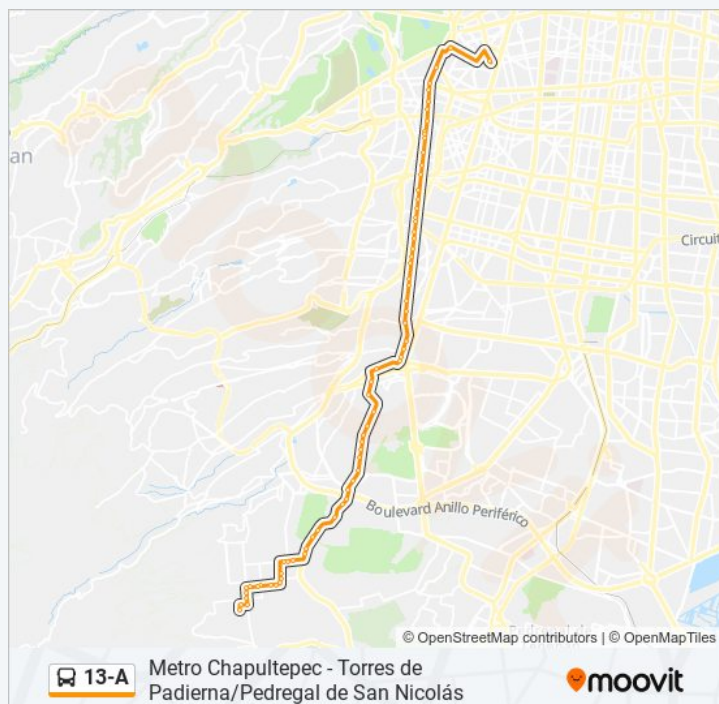 an
Circuit
Boulevard Anillo Periférico
© OpenStreetMap contributors | © OpenMapTiles
13-A
Metro Chapultepec - Torres de
Padierna/Pedregal de San Nicolás
moovit